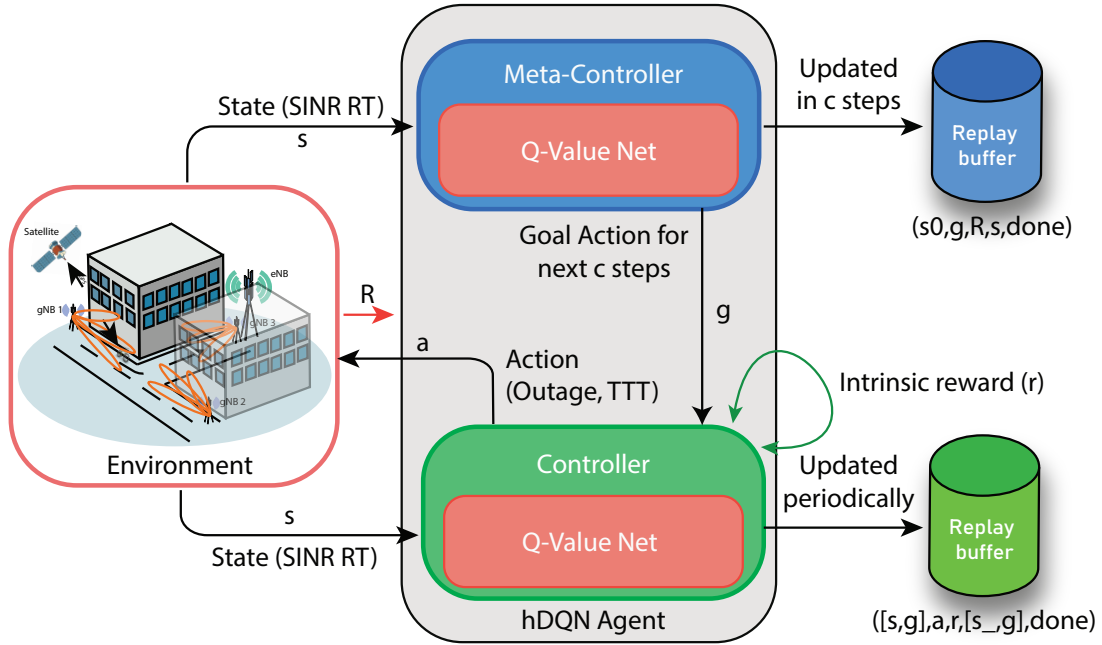 Meta-Controller
Q-Value Net
Updated
in c steps
Replay
buffer
(s0,g,R,s,done)
State (SINR RT)
s
Satellite
eNB
gNB 1
gNB 3
gNB 2
Environment
R
a
Goal Action for
next c steps
g
Action
(Outage, TTT)
Intrinsic reward (r)
Controller
Q-Value Net
Updated
periodically
Replay
buffer
([s,g],a,r,[s_,g],done)
s
State (SINR RT)
hDQN Agent